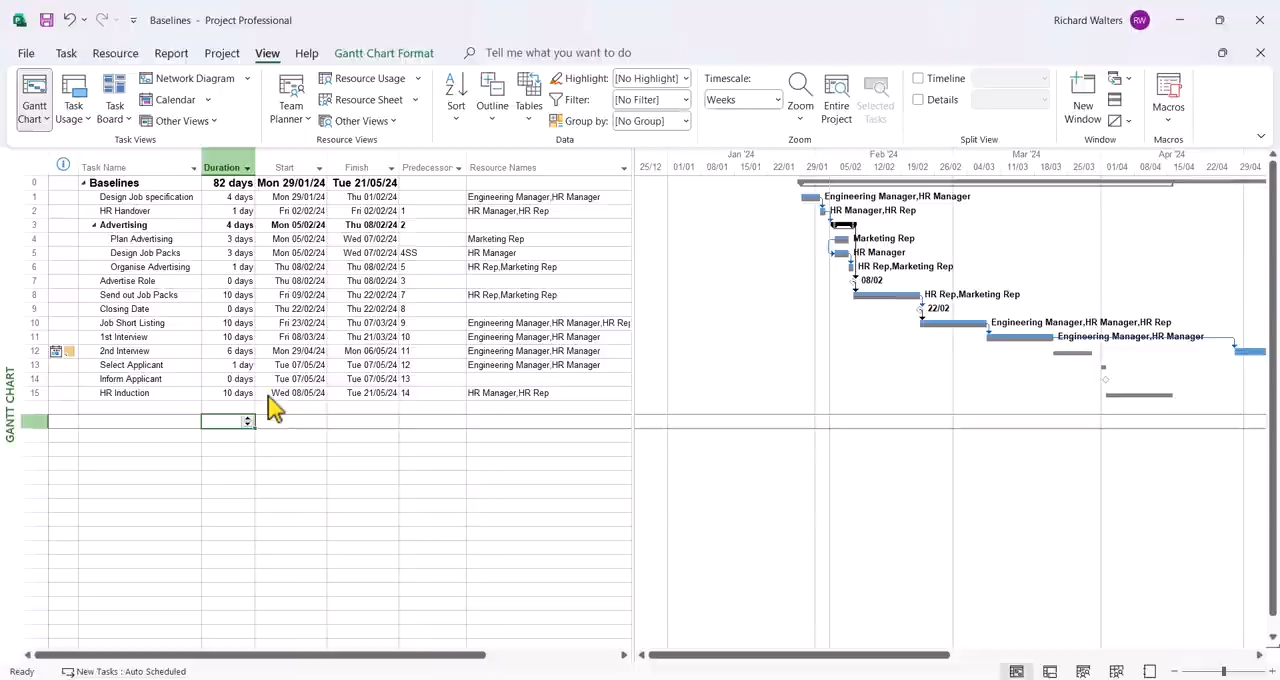 Baselines - Project Professional
Richard Walters RW
File Task Resource Report Project View Help Gantt Chart Format Tell me what you want to do
Gantt Chart
Task Usage
Task Board
Network Diagram
Calendar
Other Views
Task Views
Team Planner
Resource Usage
Resource Sheet
Other Views
Resource Views
Sort
Outline
Tables
Highlight: [No Highlight]
Filter: [No Filter]
Group by: [No Group]
Data
Timescale:
Weeks
Zoom
Entire Project
Selected Tasks
Zoom
Timeline
Details
Split View
New Window
Window
Macros
Macros
Task Name Duration Start Finish Predecessor Resource Names
0 Baselines 82 days Mon 29/01/24 Tue 21/05/24
1 Design Job specification 4 days Mon 29/01/24 Thu 01/02/24 Engineering Manager,HR Manager
2 HR Handover 1 day Fri 02/02/24 Fri 02/02/24 1 HR Manager,HR Rep
3 Advertising 4 days Mon 05/02/24 Thu 08/02/24 2
4 Plan Advertising 3 days Mon 05/02/24 Wed 07/02/24 Marketing Rep
5 Design Job Packs 3 days Mon 05/02/24 Wed 07/02/24 4SS HR Manager
6 Organise Advertising 1 day Thu 08/02/24 Thu 08/02/24 5 HR Rep,Marketing Rep
7 Advertise Role 0 days Thu 08/02/24 Thu 08/02/24 3
8 Send out Job Packs 10 days Fri 09/02/24 Thu 22/02/24 7 HR Rep,Marketing Rep
9 Closing Date 0 days Thu 22/02/24 Thu 22/02/24 8
10 Job Short Listing 10 days Fri 23/02/24 Thu 07/03/24 9 Engineering Manager,HR Manager,HR Rep
11 1st Interview 10 days Fri 08/03/24 Thu 21/03/24 10 Engineering Manager,HR Manager
12 2nd Interview 6 days Mon 29/04/24 Mon 06/05/24 11 Engineering Manager,HR Manager
13 Select Applicant 1 day Tue 07/05/24 Tue 07/05/24 12 Engineering Manager,HR Manager
14 Inform Applicant 0 days Tue 07/05/24 Tue 07/05/24 13
15 HR Induction 10 days Wed 08/05/24 Tue 21/05/24 14 HR Manager,HR Rep
GANTT CHART
Jan '24 Feb '24 Mar '24 Apr '24
25/12 01/01 08/01 15/01 22/01 29/01 05/02 12/02 19/02 26/02 04/03 11/03 18/03 25/03 01/04 08/04 15/04 22/04 29/04
Engineering Manager,HR Manager
HR Manager,HR Rep
Marketing Rep
HR Manager
HR Rep,Marketing Rep
08/02
HR Rep,Marketing Rep
22/02
Engineering Manager,HR Manager,HR Rep
Engineering Manager,HR Manager
Ready New Tasks : Auto Scheduled